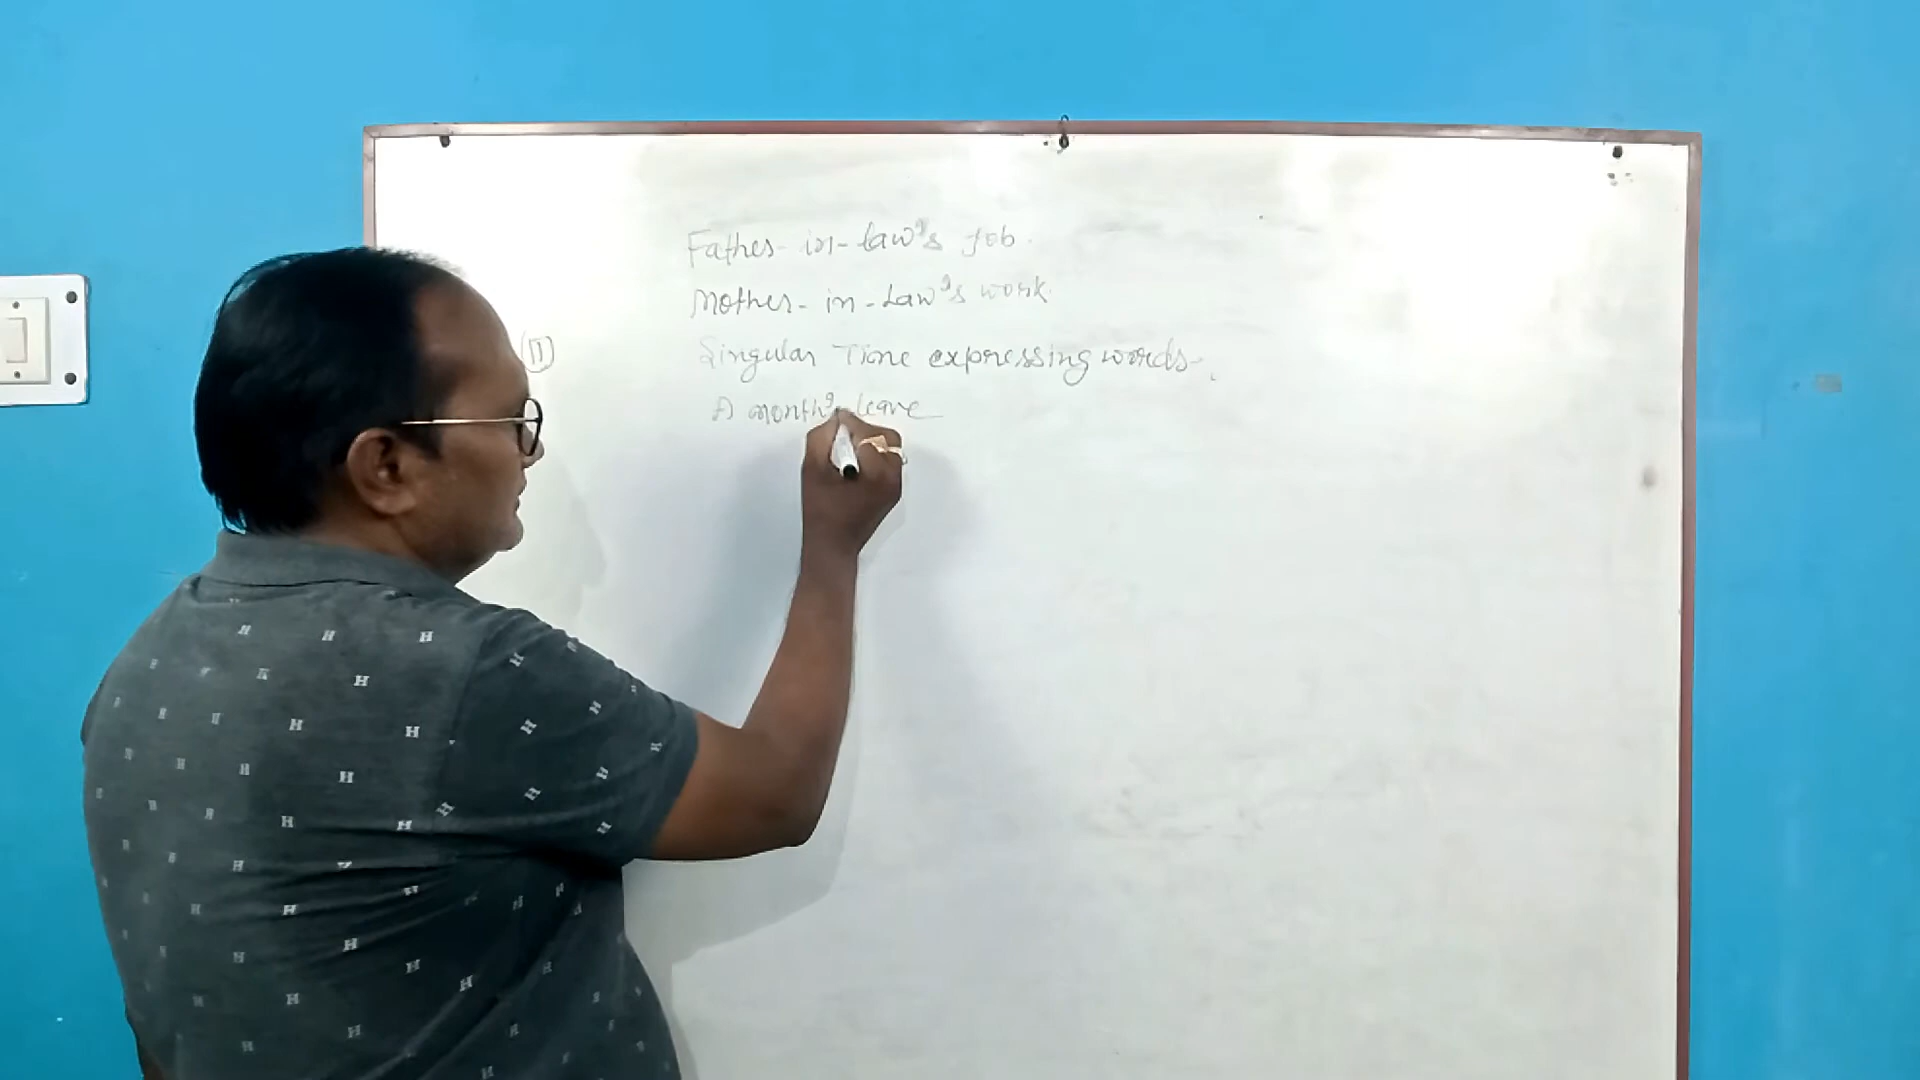 Father-in-law's job.
Mother-in-Law's work.
(II) Singular Time expressing words-.
A month's leave